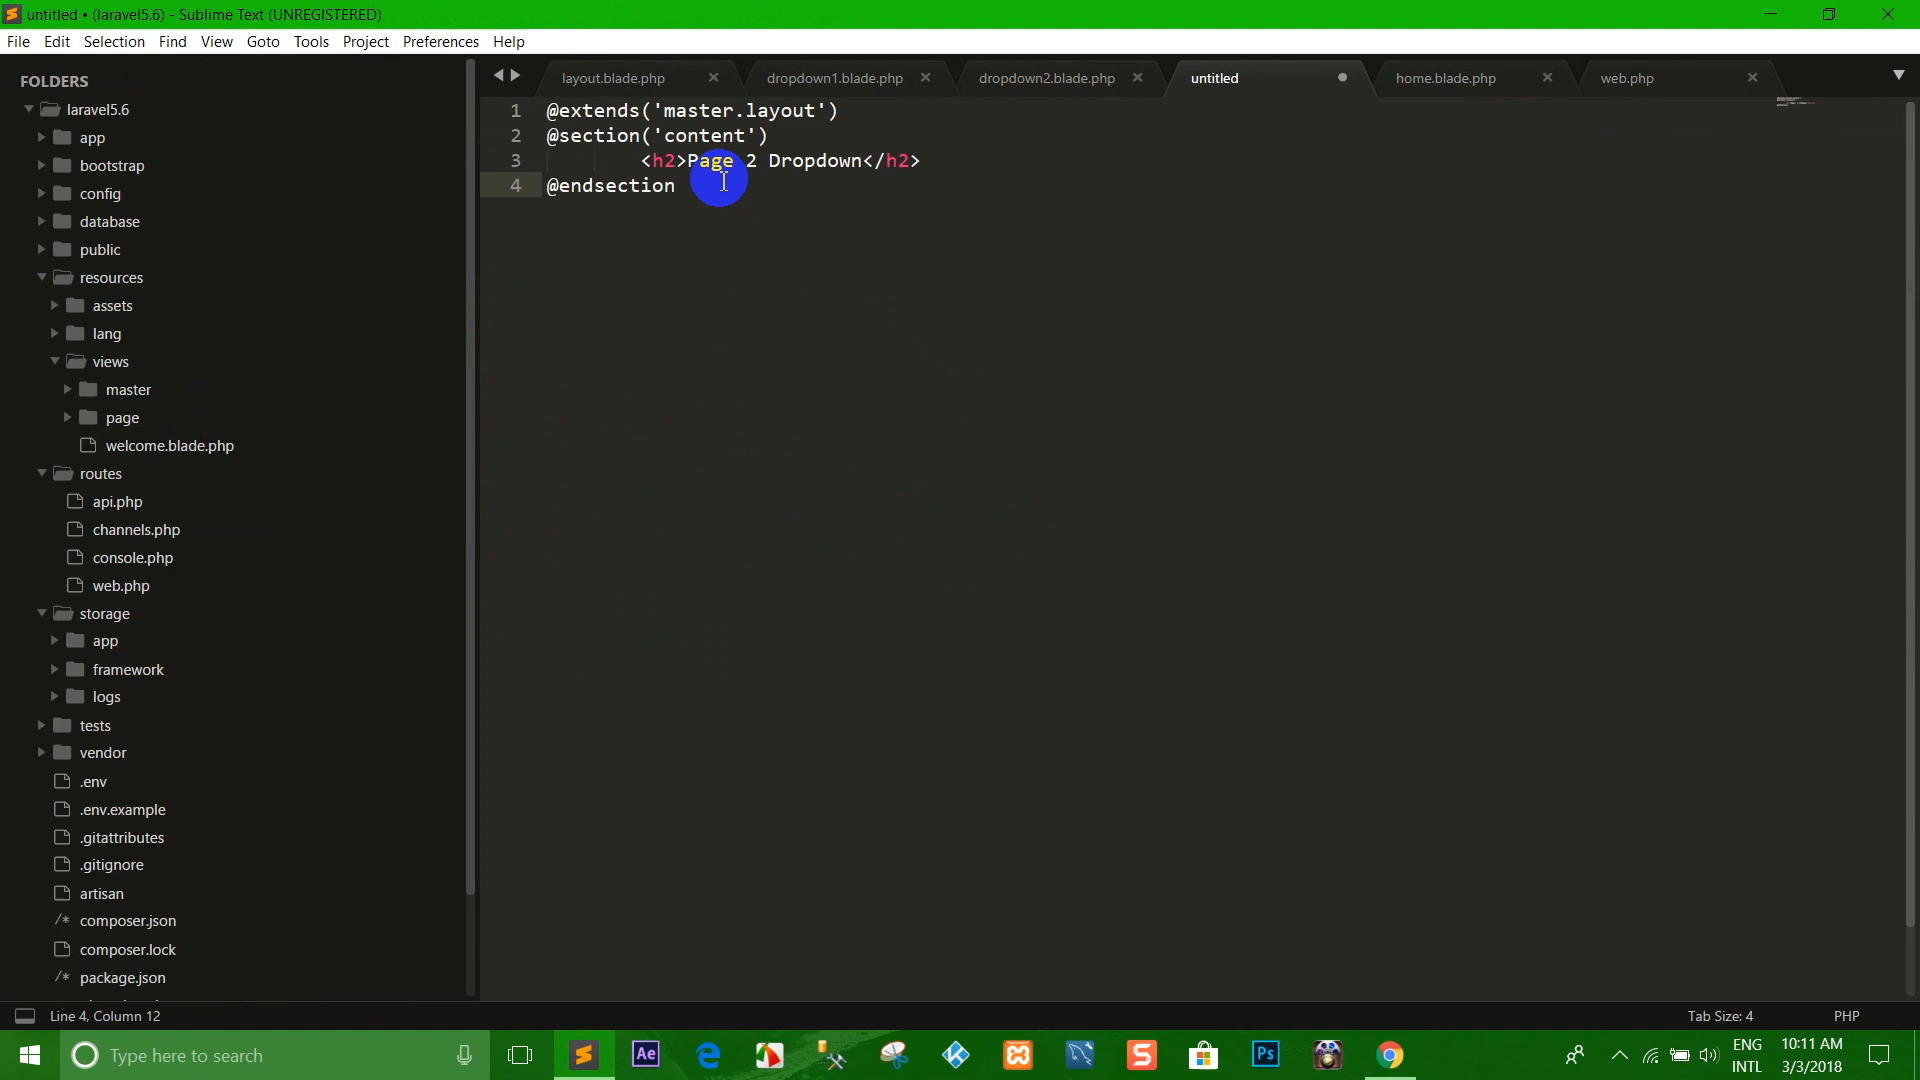 untitled • (laravel5.6) - Sublime Text (UNREGISTERED)
File Edit Selection Find View Goto Tools Project Preferences Help
FOLDERS
laravel5.6
app
bootstrap
config
database
public
resources
assets
lang
views
master
page
welcome.blade.php
routes
api.php
channels.php
console.php
web.php
storage
app
framework
logs
tests
vendor
.env
.env.example
.gitattributes
.gitignore
artisan
/* composer.json
composer.lock
/* package.json
layout.blade.php dropdown1.blade.php dropdown2.blade.php untitled home.blade.php web.php
1 @extends('master.layout')
2 @section('content')
3 <h2>Page 2 Dropdown</h2>
4 @endsection
Line 4, Column 12 Tab Size: 4 PHP
Type here to search
Ae
Ps
ENG
INTL
10:11 AM
3/3/2018